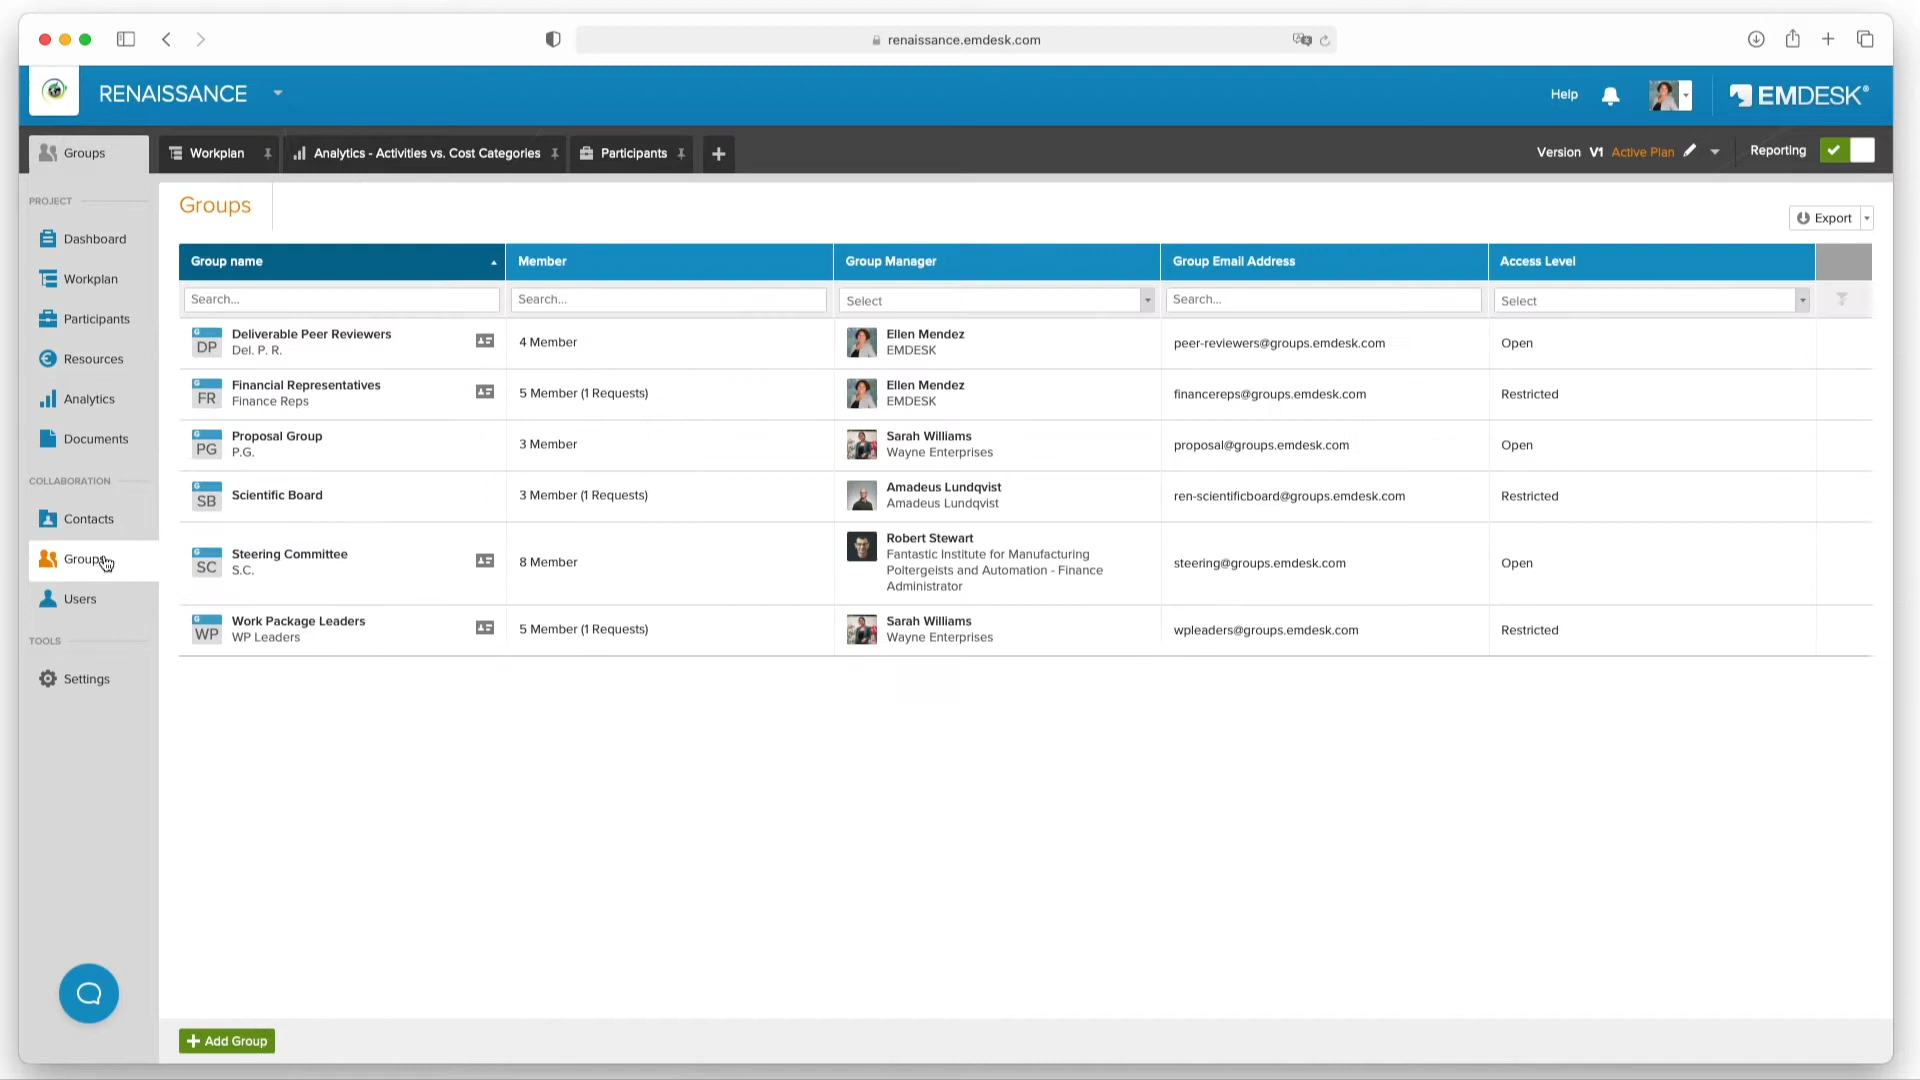 renaissance.emdesk.com
RENAISSANCE
Help
EMDESK®
Groups
Workplan
Analytics - Activities vs. Cost Categories
Participants
Version V1 Active Plan
Reporting
PROJECT
Dashboard
Workplan
Participants
Resources
Analytics
Documents
COLLABORATION
Contacts
Groups
Users
TOOLS
Settings
Groups
Export
Group name
Member
Group Manager
Group Email Address
Access Level
Search...
Search...
Select
Search...
Select
G
DP
Deliverable Peer Reviewers
Del. P. R.
4 Member
Ellen Mendez
EMDESK
peer-reviewers@groups.emdesk.com
Open
G
FR
Financial Representatives
Finance Reps
5 Member (1 Requests)
Ellen Mendez
EMDESK
financereps@groups.emdesk.com
Restricted
G
PG
Proposal Group
P.G.
3 Member
Sarah Williams
Wayne Enterprises
proposal@groups.emdesk.com
Open
G
SB
Scientific Board
3 Member (1 Requests)
Amadeus Lundqvist
Amadeus Lundqvist
ren-scientificboard@groups.emdesk.com
Restricted
G
SC
Steering Committee
S.C.
8 Member
Robert Stewart
Fantastic Institute for Manufacturing
Poltergeists and Automation - Finance
Administrator
steering@groups.emdesk.com
Open
G
WP
Work Package Leaders
WP Leaders
5 Member (1 Requests)
Sarah Williams
Wayne Enterprises
wpleaders@groups.emdesk.com
Restricted
Add Group